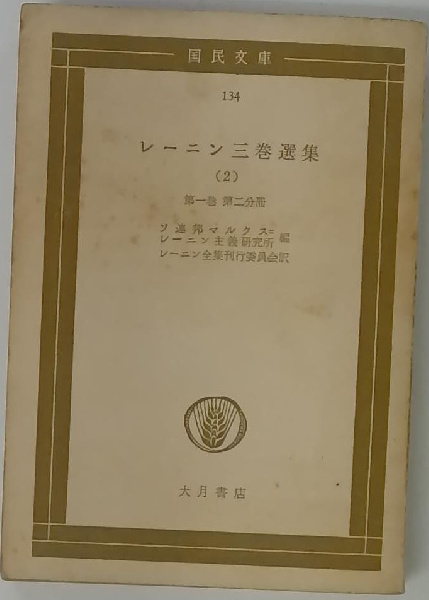 国民文庫
134
レーニン三巻選集
(2)
第一巻 第二分冊
ソ連邦マルクス=
レーニン主義研究所 編
レーニン全集刊行委員会訳
大月書店